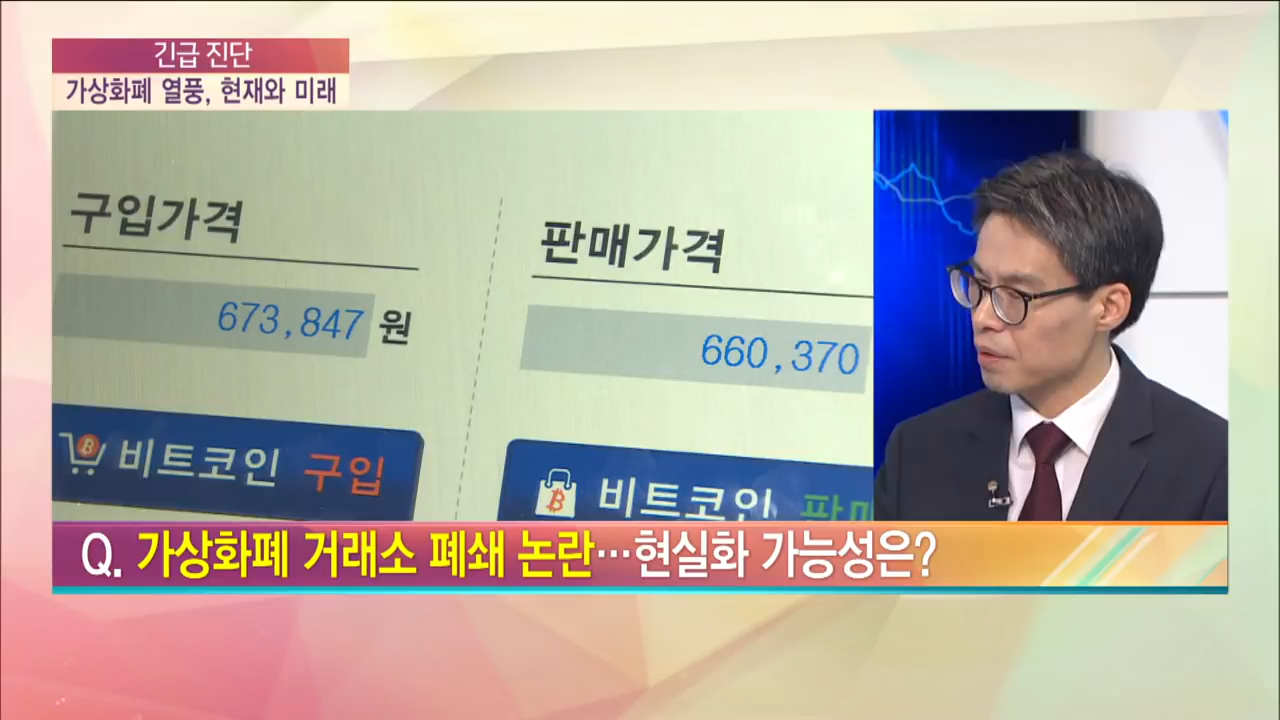 긴급 진단
가상화폐 열풍, 현재와 미래
구입가격
673,847 원
비트코인 구입
판매가격
660,370
비트코인 판매
Q. 가상화폐 거래소 폐쇄 논란…현실화 가능성은?